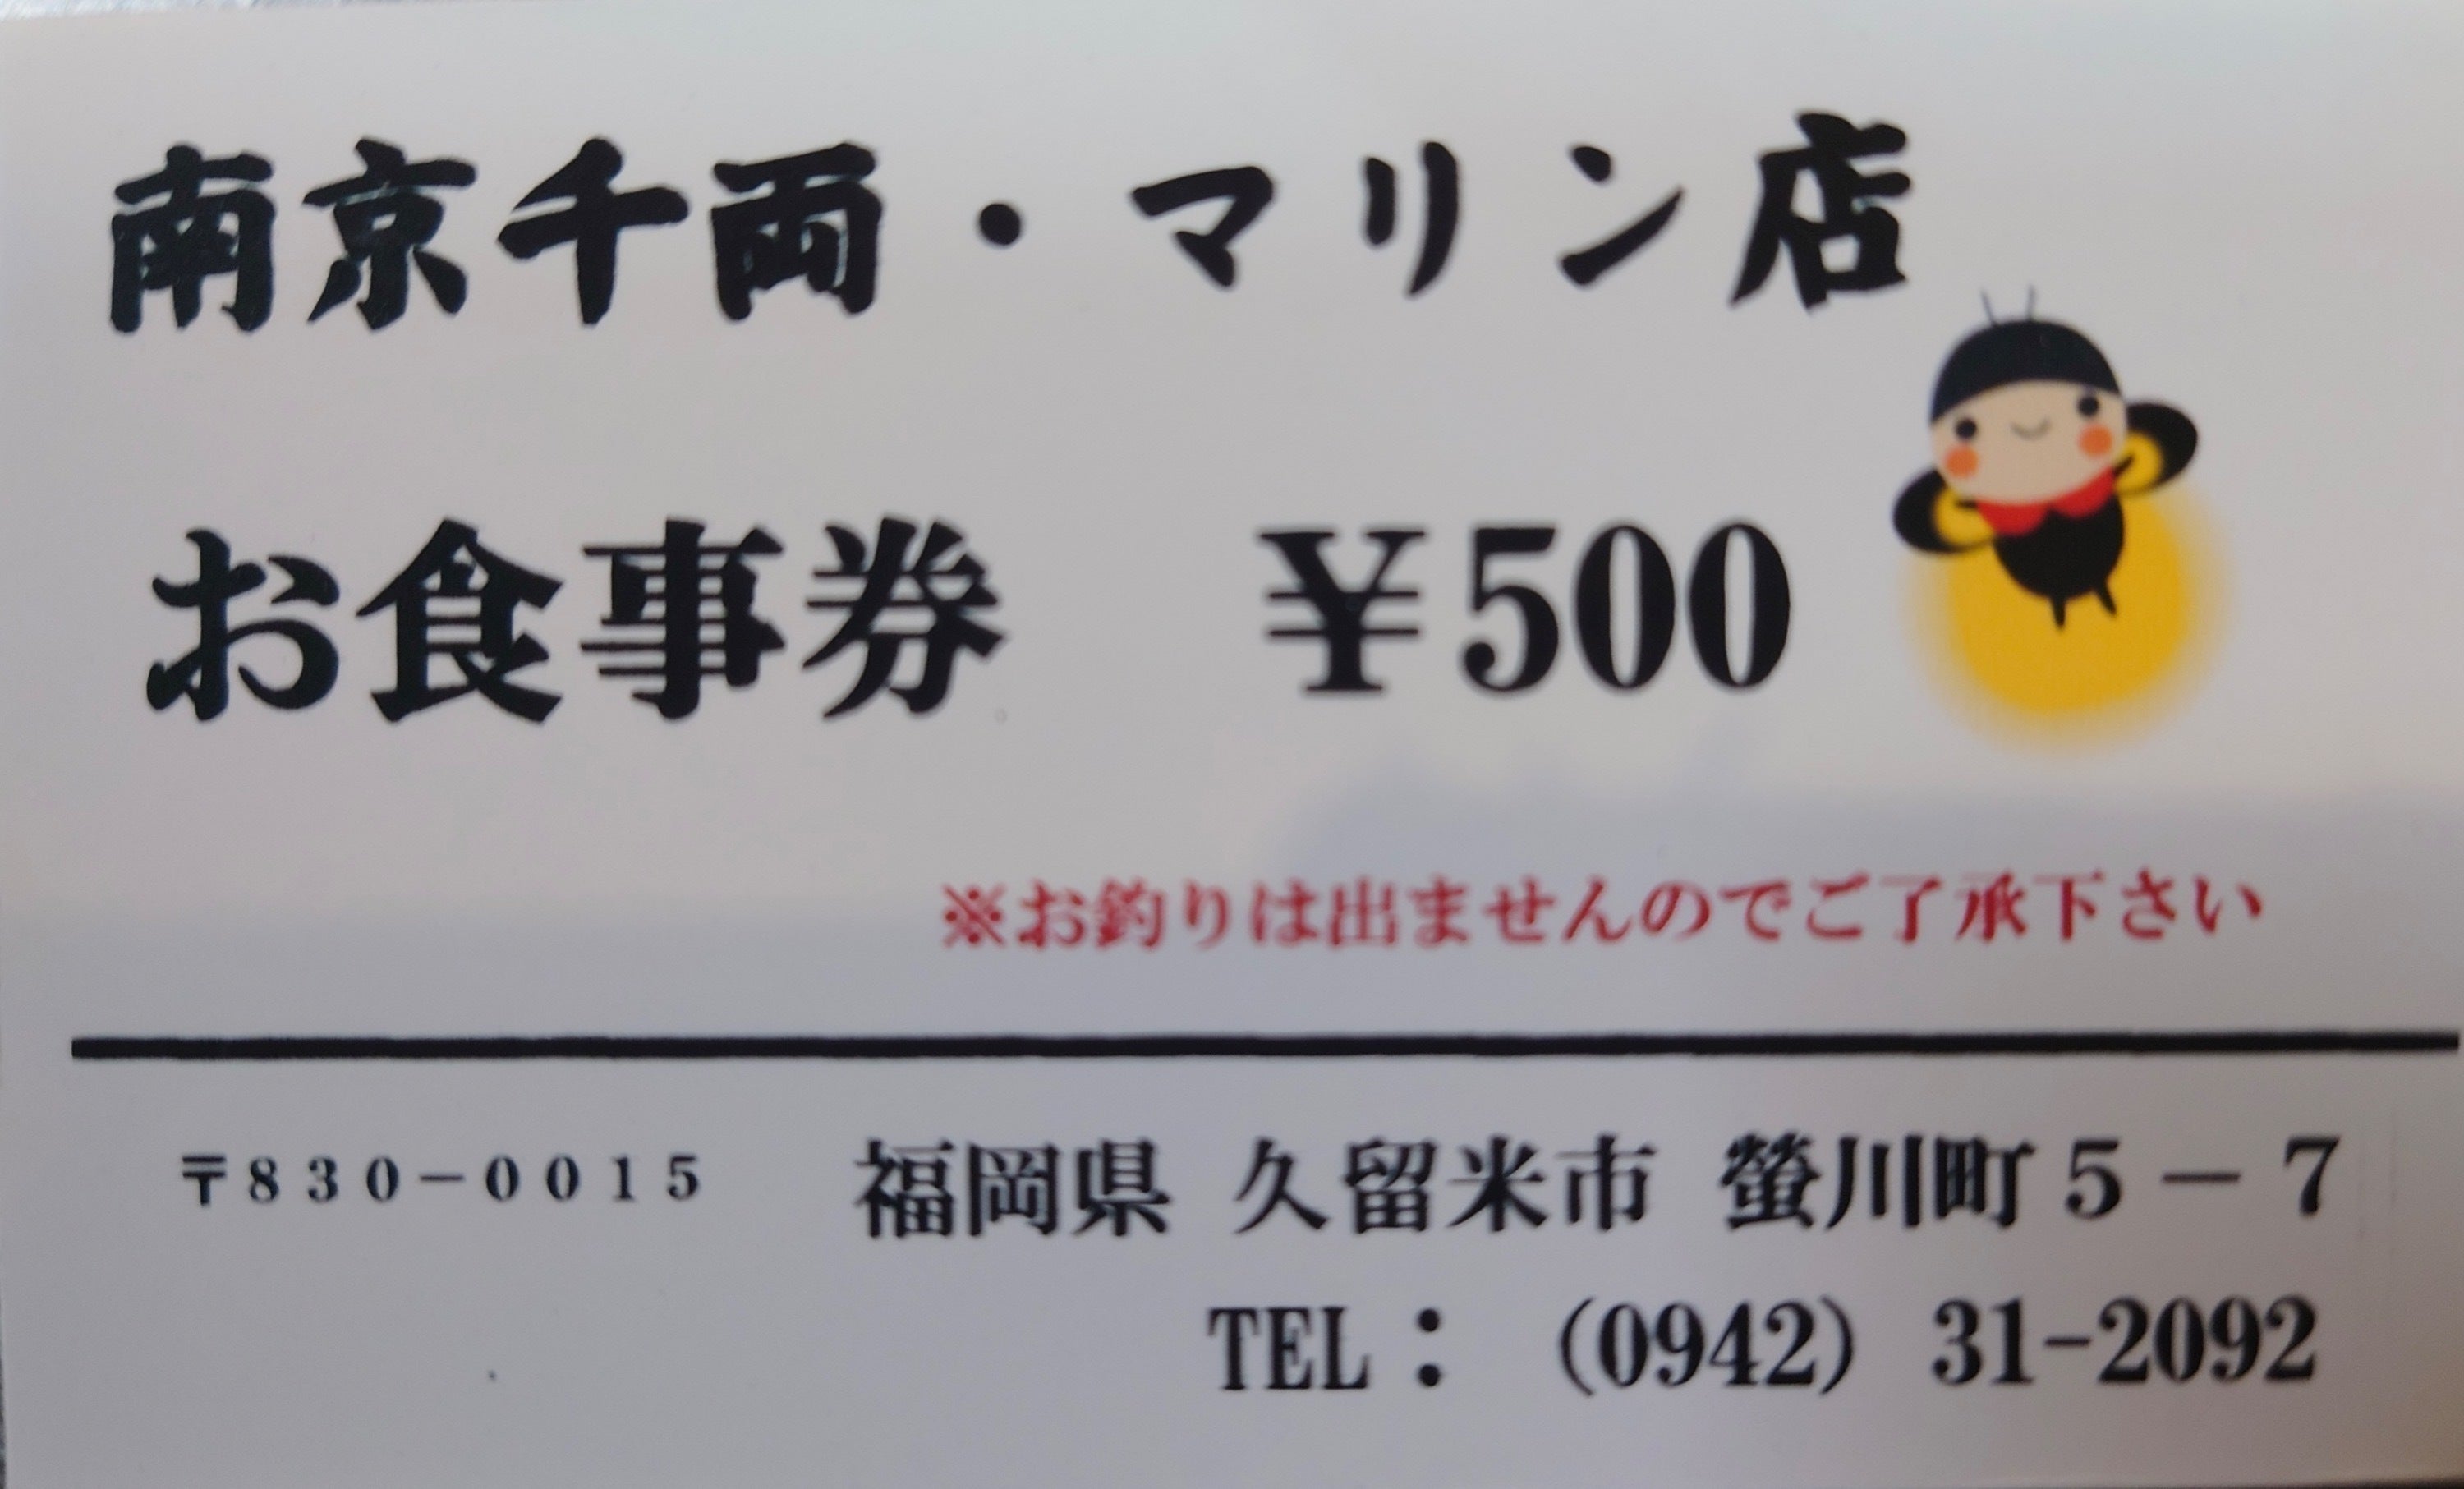 南京千両・マリン店
お食事券　¥500
※お釣りは出ませんのでご了承下さい
〒８３０－００１５　福岡県 久留米市 螢川町５－７
TEL：（0942）31-2092